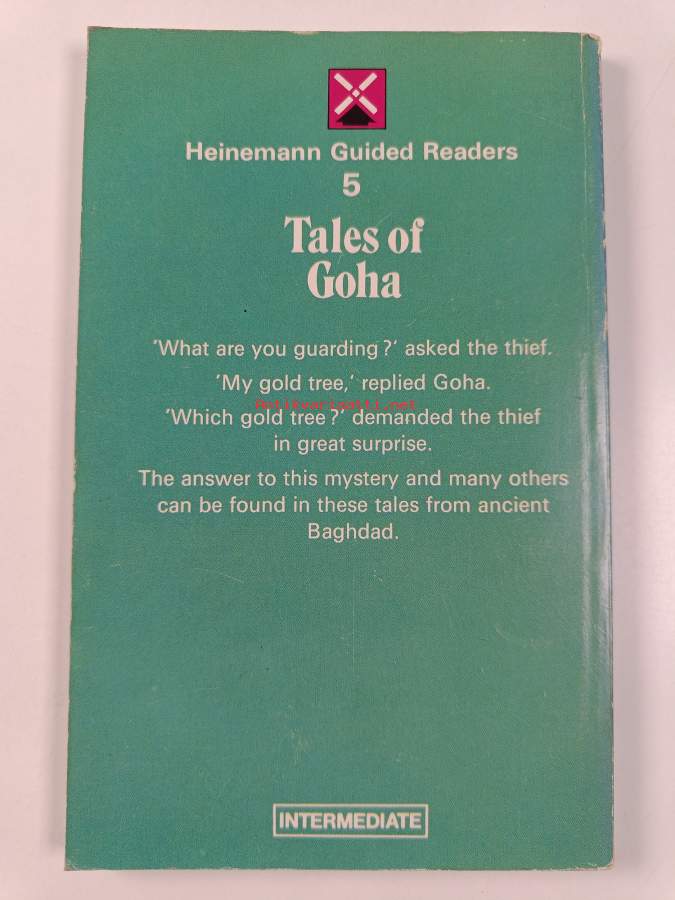 Heinemann Guided Readers
5
Tales of
Goha
'What are you guarding?' asked the thief.
'My gold tree,' replied Goha.
Antikvariaatti.net
'Which gold tree?' demanded the thief
in great surprise.
The answer to this mystery and many others
can be found in these tales from ancient
Baghdad.
INTERMEDIATE